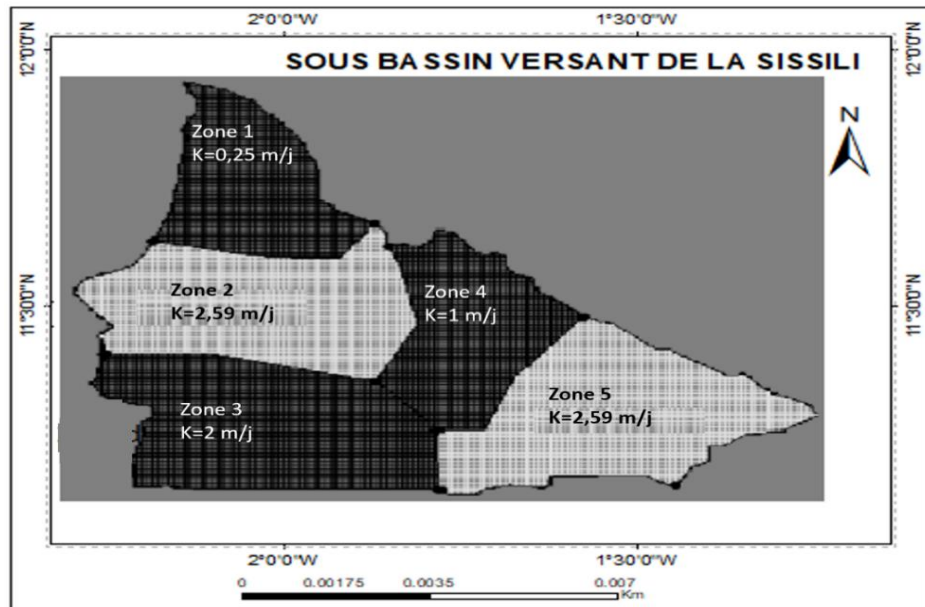 2°0'0"W 1°30'0"W
12°0'0"N 12°0'0"N
SOUS BASSIN VERSANT DE LA SISSILI
N
Zone 1
K=0,25 m/j
Zone 2
K=2,59 m/j
Zone 4
K=1 m/j
11°30'0"N 11°30'0"N
Zone 3
K=2 m/j
Zone 5
K=2,59 m/j
2°0'0"W 1°30'0"W
0 0.00175 0.0035 0.007
Km